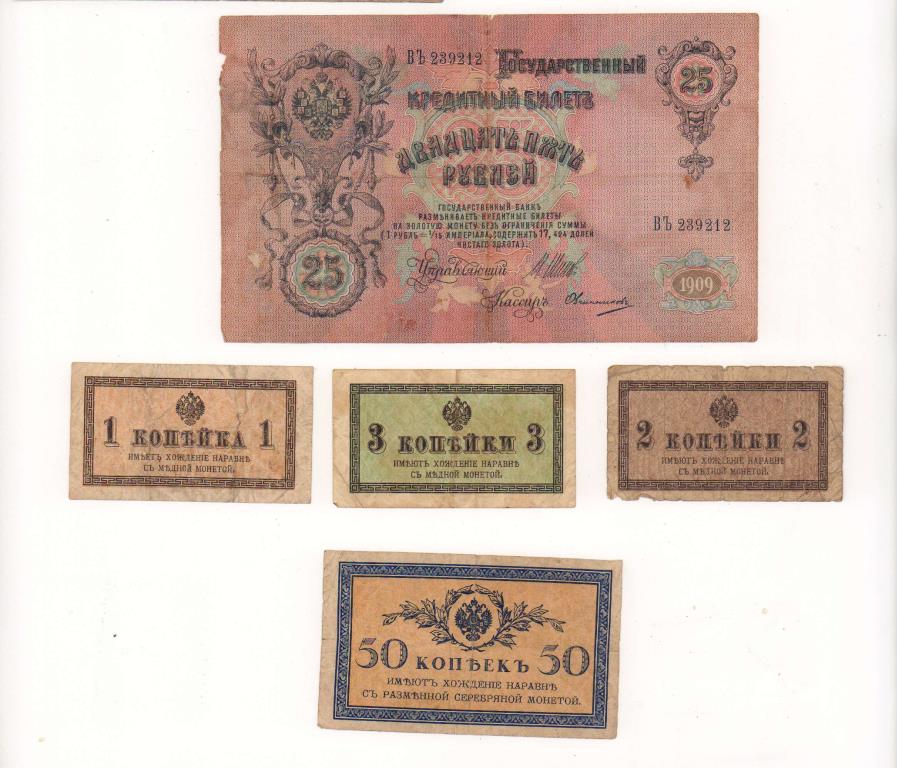 ВЪ 239212
ГОСУДАРСТВЕННЫЙ
КРЕДИТНЫЙ БИЛЕТЪ
25
ДВАДЦАТЬ ПЯТЬ
РУБЛЕЙ
ГОСУДАРСТВЕННЫЙ БАНКЪ
РАЗМѢНИВАЕТЪ КРЕДИТНЫЕ БИЛЕТЫ
НА ЗОЛОТУЮ МОНЕТУ БЕЗЪ ОГРАНИЧЕНІЯ СУММЫ
(1 РУБЛЬ = 1/15 ИМПЕРІАЛА, СОДЕРЖИТЪ 17,424 ДОЛЕЙ
ЧИСТАГО ЗОЛОТА).
ВЪ 239212
25
Управляющій
Кассиръ Овчинниковъ
1909
1 КОПѢЙКА 1
ИМѢЕТЪ ХОЖДЕНІЕ НАРАВНѢ
СЪ МѢДНОЙ МОНЕТОЙ.
3 КОПѢЙКИ 3
ИМѢЮТЪ ХОЖДЕНІЕ НАРАВНѢ
СЪ МѢДНОЙ МОНЕТОЙ.
2 КОПѢЙКИ 2
ИМѢЮТЪ ХОЖДЕНІЕ НАРАВНѢ
СЪ МѢДНОЙ МОНЕТОЙ.
50 КОПѢЕКЪ 50
ИМѢЮТЪ ХОЖДЕНІЕ НАРАВНѢ
СЪ РАЗМѢННОЙ СЕРЕБРЯНОЙ МОНЕТОЙ.